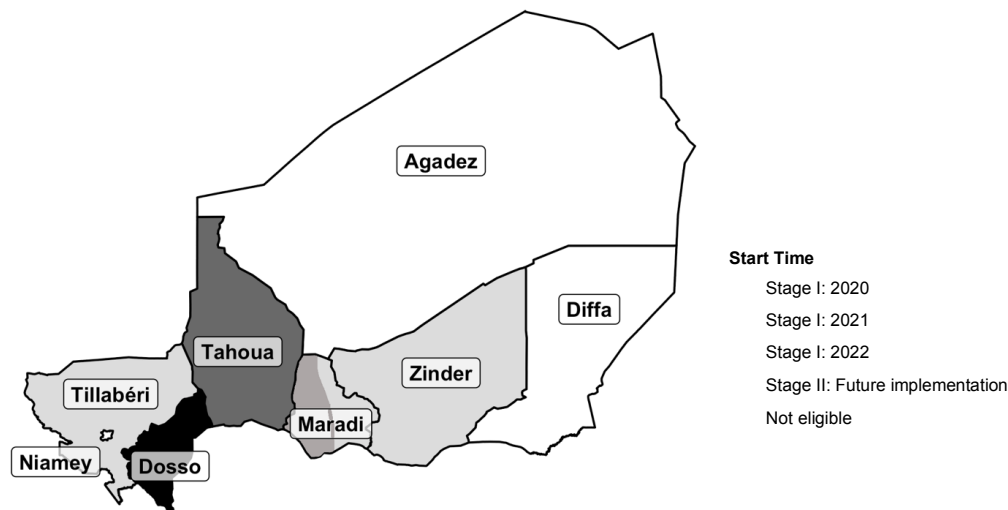 Agadez
Diffa
Tahoua
Zinder
Tillabéri
Maradi
Niamey
Dosso
Start Time
Stage I: 2020
Stage I: 2021
Stage I: 2022
Stage II: Future implementation
Not eligible